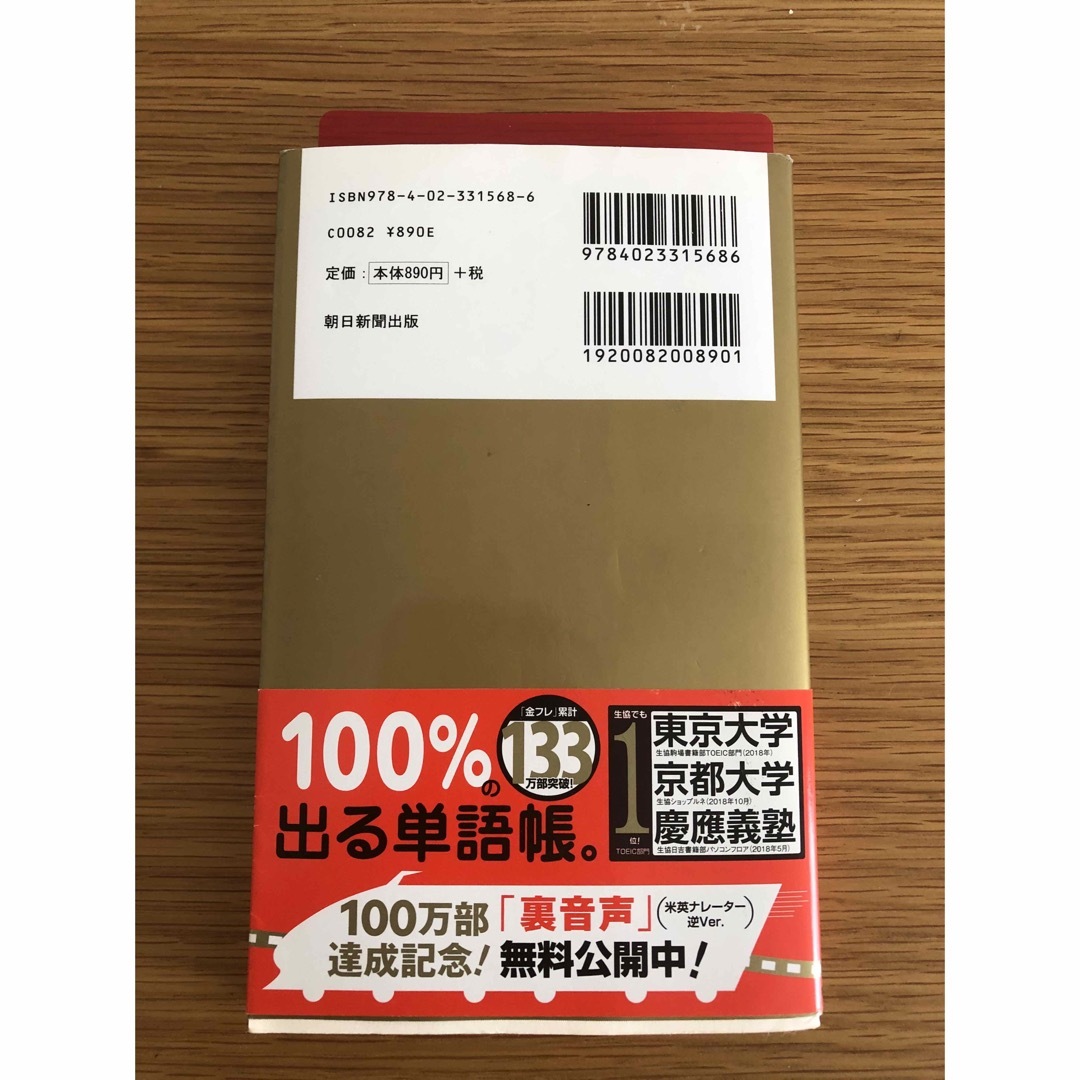 ISBN978-4-02-331568-6
C0082 ¥890E
定価:本体890円+税
朝日新聞出版
9784023315686
1920082008901
100%の
出る単語帳。
「金フレ」累計
133
万部突破!
生協でも
1
位!
TOEIC部門
東京大学
生協駒場書籍部TOEIC部門(2018年)
京都大学
生協ショップルネ(2018年10月)
慶應義塾
生協日吉書籍部パソコンフロア(2018年5月)
100万部
達成記念!
「裏音声」
(米英ナレーター
逆Ver.)
無料公開中!